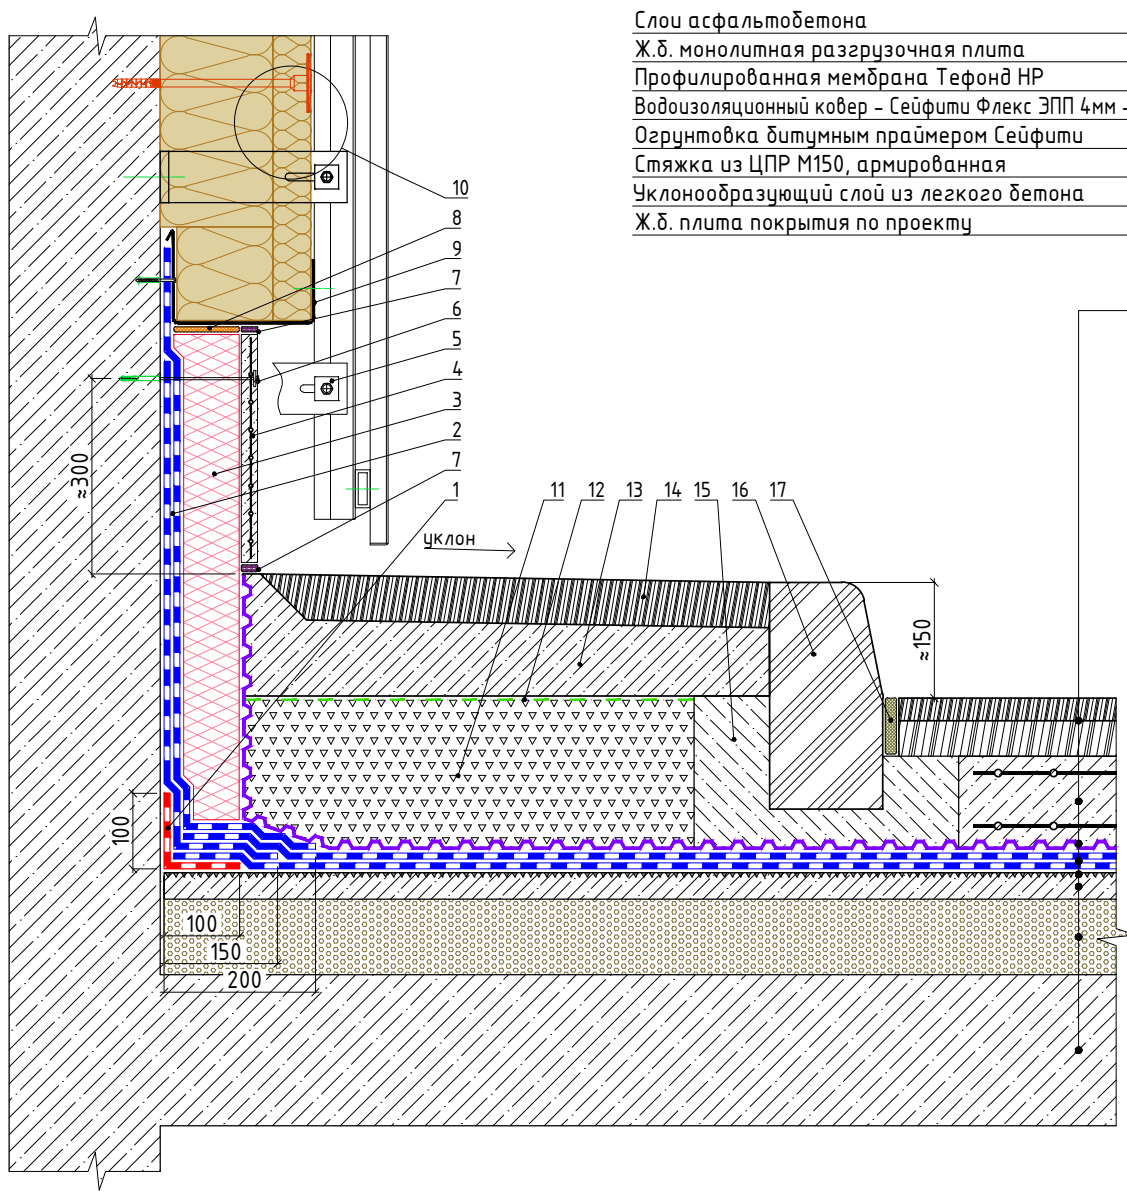 Слои асфальтобетона
Ж.б. монолитная разгрузочная плита
Профилированная мембрана Тефонд НР
Водоизоляционный ковер - Сейфити Флекс ЭПП 4мм -
Огрунтовка битумным праймером Сейфити
Стяжка из ЦПР М150, армированная
Уклонообразующий слой из легкого бетона
Ж.б. плита покрытия по проекту
10
8
9
7
6
5
4
3
2
7
1
11 12 13 14 15 16 17
≈300
уклон
≈150
100
100
150
200